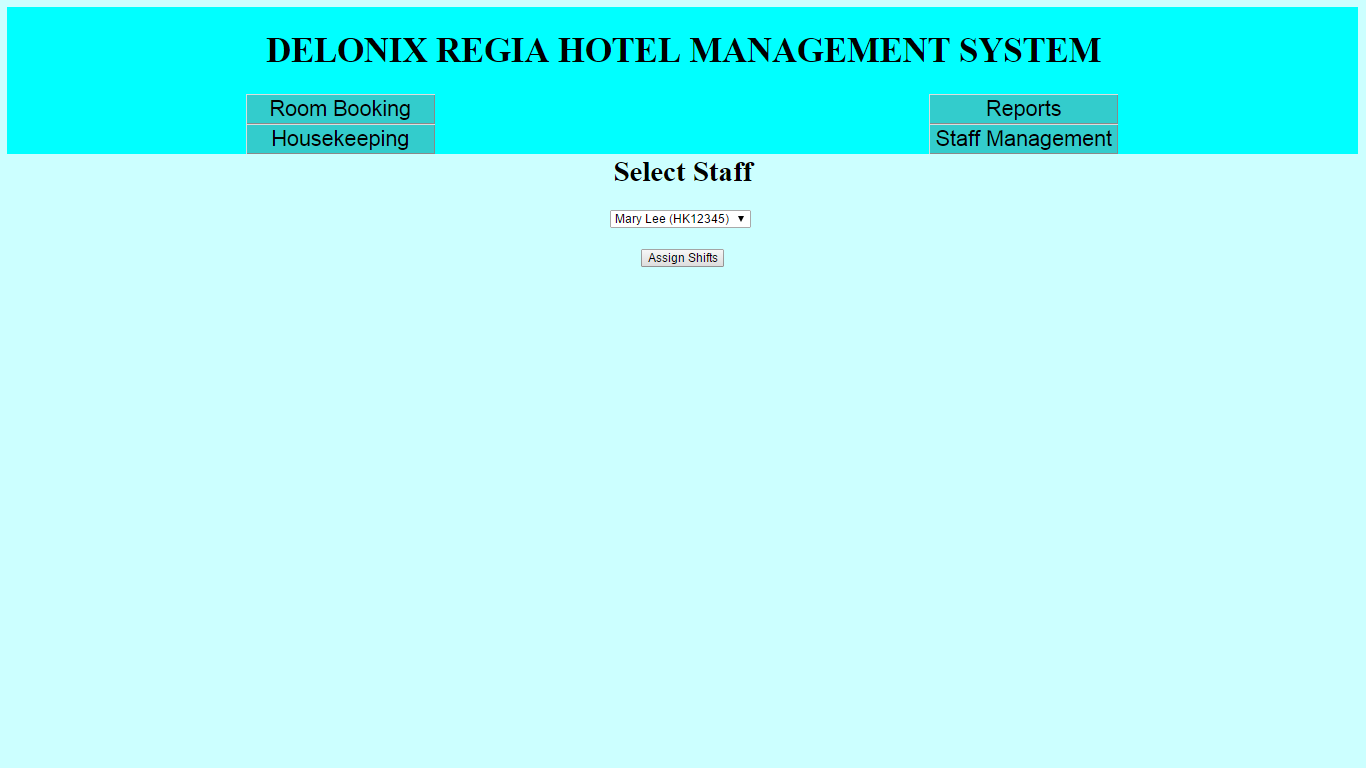 DELONIX REGIA HOTEL MANAGEMENT SYSTEM
Room Booking
Housekeeping
Reports
Staff Management
Select Staff
Mary Lee (HK12345)
Assign Shifts